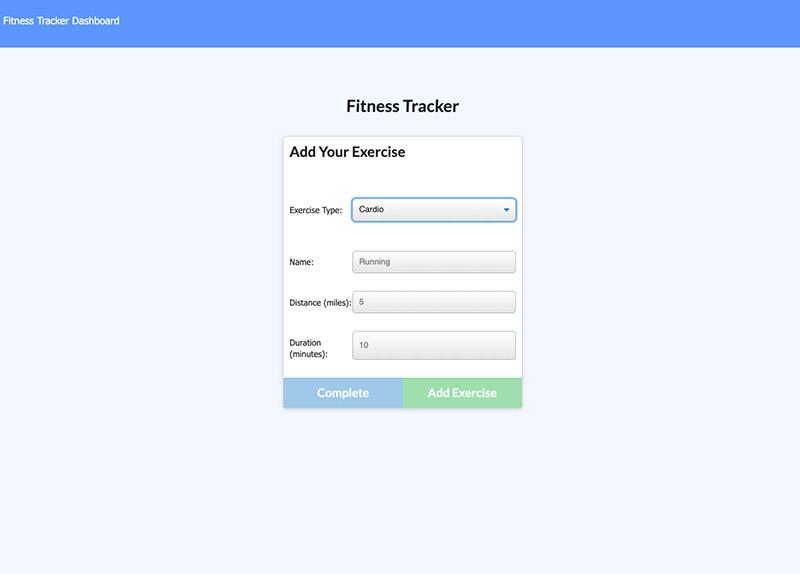 Fitness Tracker Dashboard
Fitness Tracker
Add Your Exercise
Exercise Type: Cardio
Name: Running
Distance (miles): 5
Duration
(minutes): 10
Complete Add Exercise